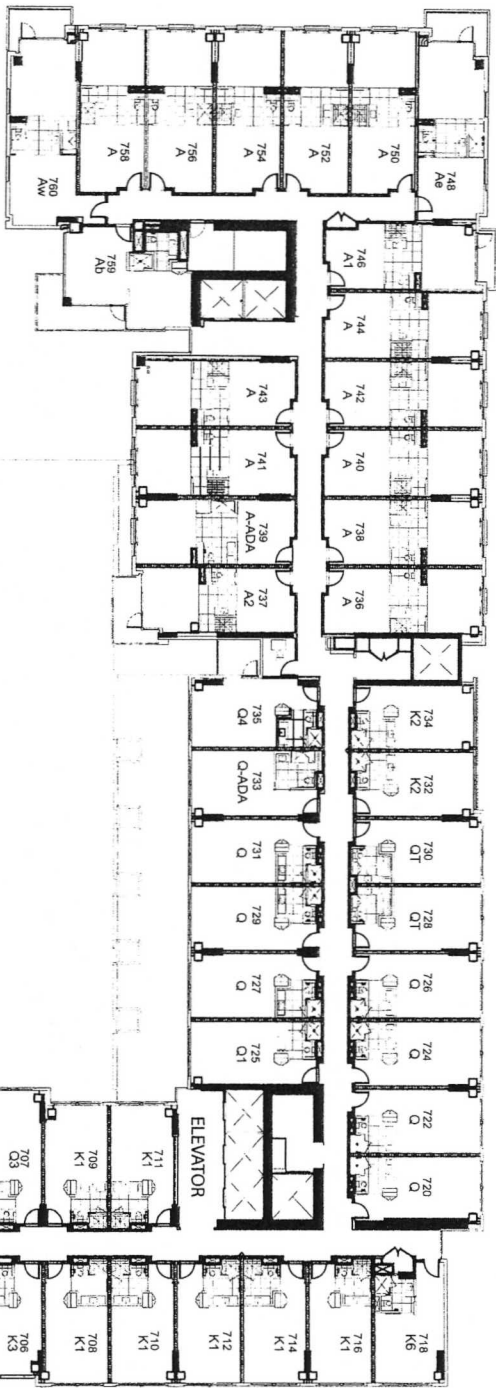 760
Aw
758
A
756
A
754
A
752
A
750
A
748
Ae
759
Ab
746
A1
744
A
743
A
742
A
741
A
740
A
739
A-ADA
738
A
737
A2
736
A
735
Q4
734
K2
733
Q-ADA
732
K2
731
Q
730
QT
729
Q
728
QT
727
Q
726
Q
725
Q1
724
Q
722
Q
720
Q
ELEVATOR
707
Q3
709
K1
711
K1
706
K3
708
K1
710
K1
712
K1
714
K1
716
K1
718
K6